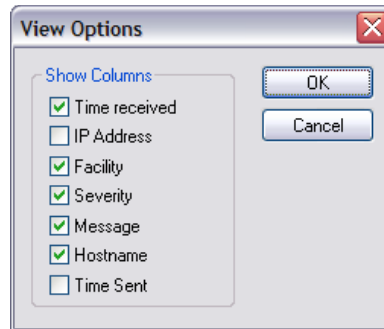 View Options
Show Columns
Time received
IP Address
Facility
Severity
Message
Hostname
Time Sent
OK
Cancel